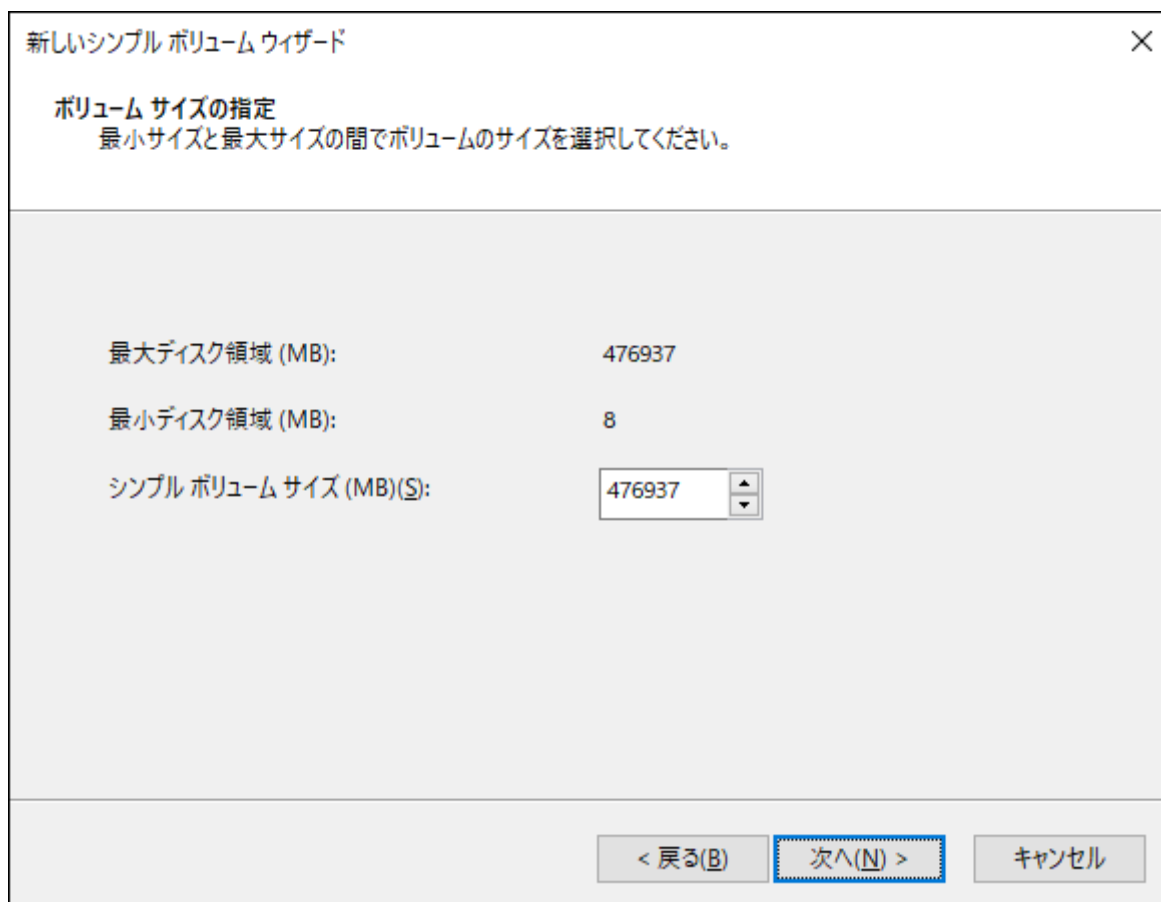 新しいシンプル ボリューム ウィザード
ボリューム サイズの指定
最小サイズと最大サイズの間でボリュームのサイズを選択してください。
最大ディスク領域 (MB): 476937
最小ディスク領域 (MB): 8
シンプル ボリューム サイズ (MB)(S): 476937
< 戻る(B) 次へ(N) > キャンセル